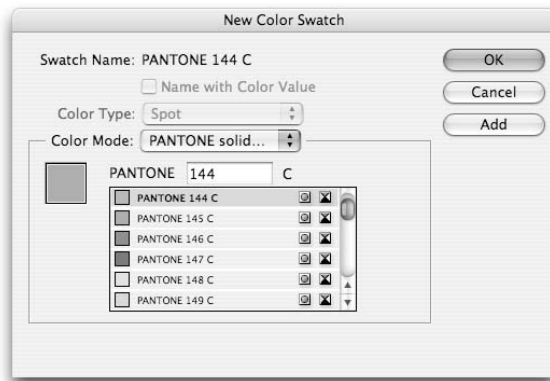 New Color Swatch
Swatch Name: PANTONE 144 C
OK
Name with Color Value
Cancel
Color Type: Spot
Add
Color Mode: PANTONE solid...
PANTONE 144 C
PANTONE 144 C
PANTONE 145 C
PANTONE 146 C
PANTONE 147 C
PANTONE 148 C
PANTONE 149 C